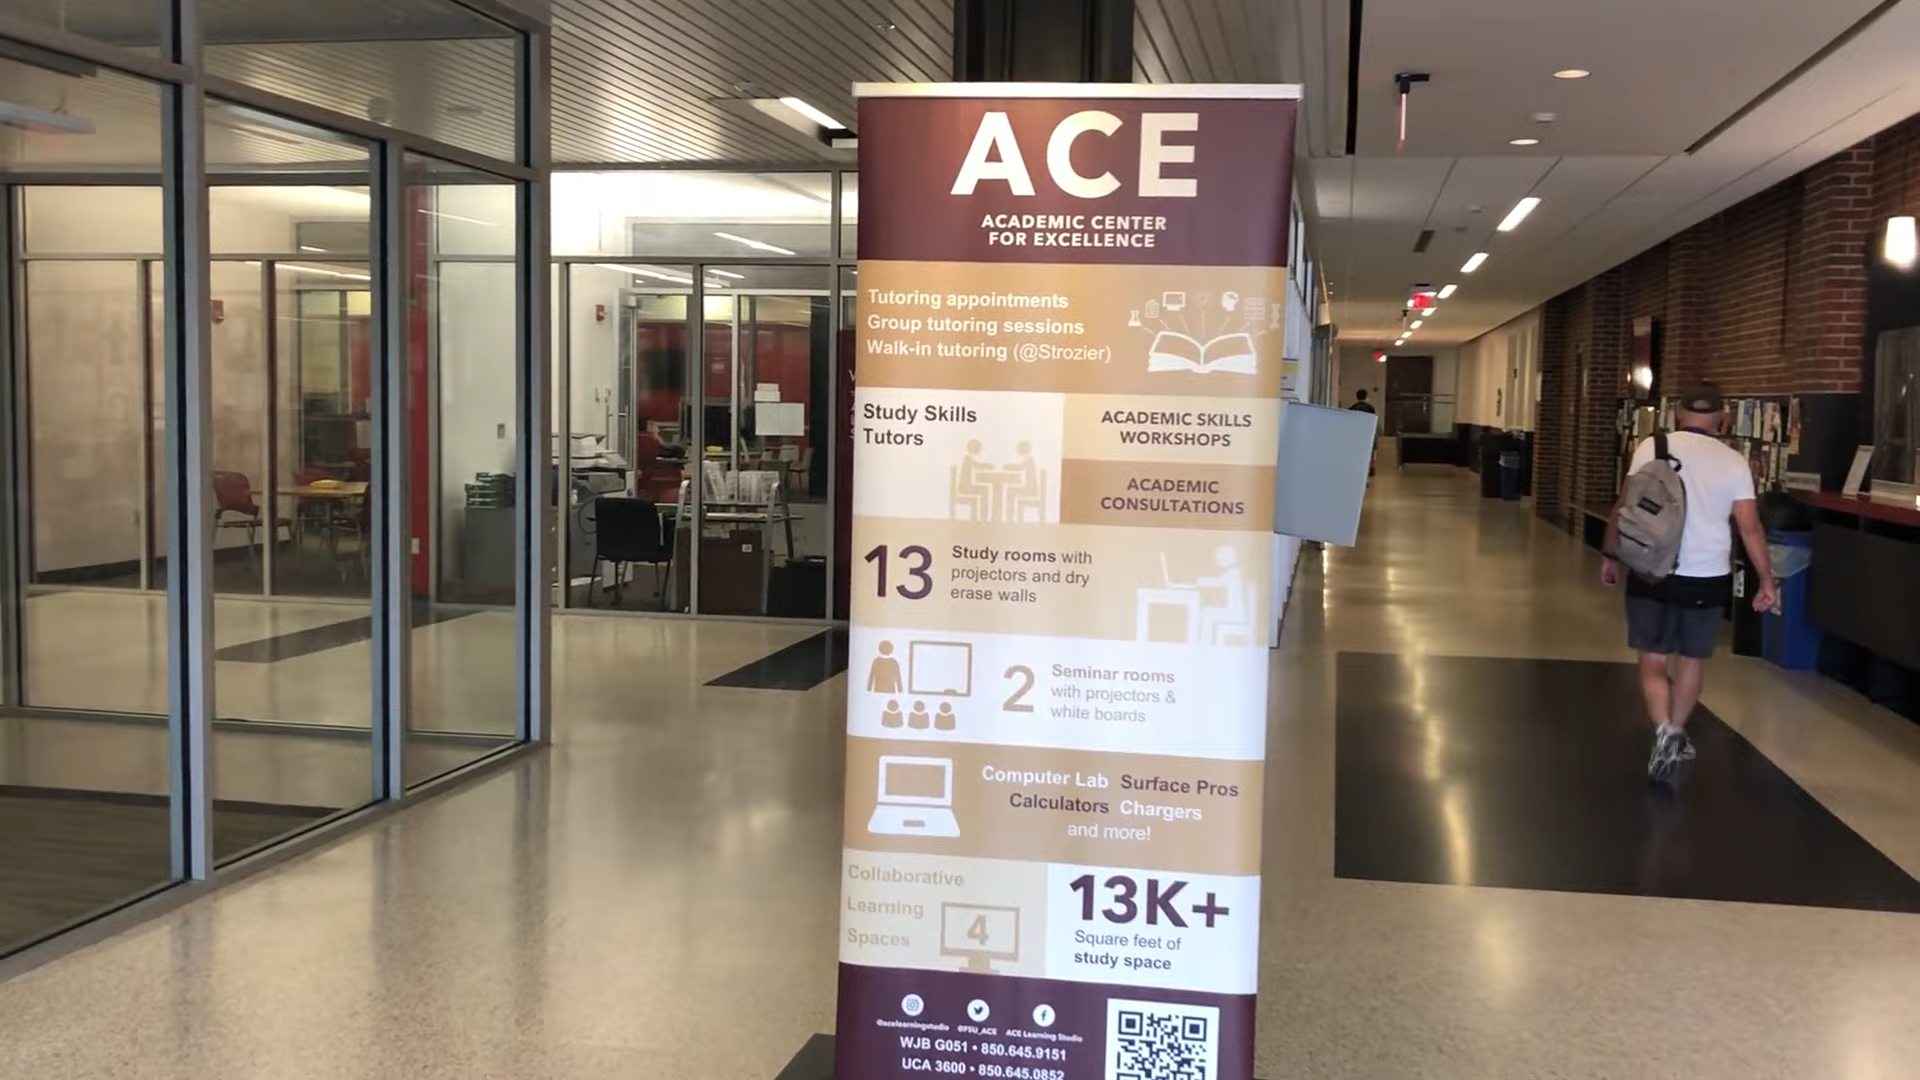 ACE
ACADEMIC CENTER
FOR EXCELLENCE
Tutoring appointments
Group tutoring sessions
Walk-in tutoring (@Strozier)
Study Skills
Tutors
ACADEMIC SKILLS
WORKSHOPS
ACADEMIC
CONSULTATIONS
13
Study rooms with
projectors and dry
erase walls
2
Seminar rooms
with projectors &
white boards
Computer Lab Surface Pros
Calculators Chargers
and more!
Collaborative
Learning
Spaces
4
13K+
Square feet of
study space
@acelearningstudio @FSU_ACE ACE Learning Studio
WJB G051 • 850.645.9151
UCA 3600 • 850.645.0852